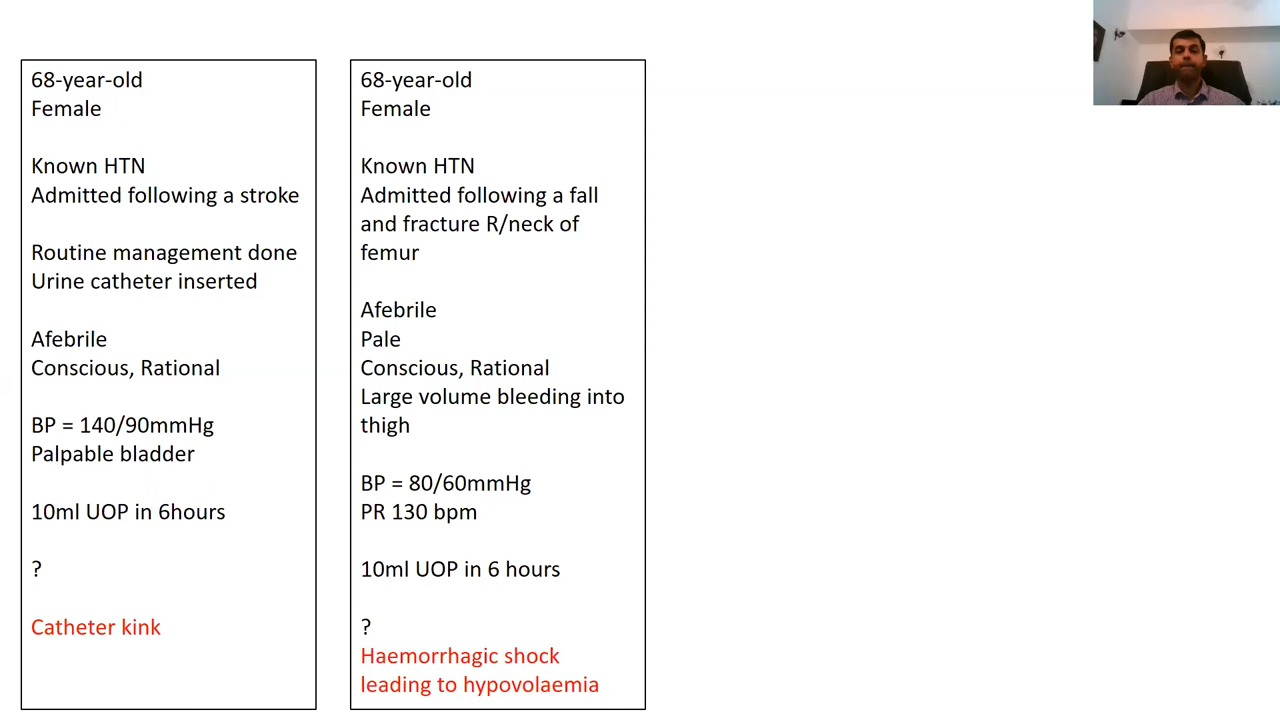 68-year-old
Female
Known HTN
Admitted following a stroke
Routine management done
Urine catheter inserted
Afebrile
Conscious, Rational
BP = 140/90mmHg
Palpable bladder
10ml UOP in 6hours
?
Catheter kink
68-year-old
Female
Known HTN
Admitted following a fall
and fracture R/neck of
femur
Afebrile
Pale
Conscious, Rational
Large volume bleeding into
thigh
BP = 80/60mmHg
PR 130 bpm
10ml UOP in 6 hours
?
Haemorrhagic shock
leading to hypovolaemia